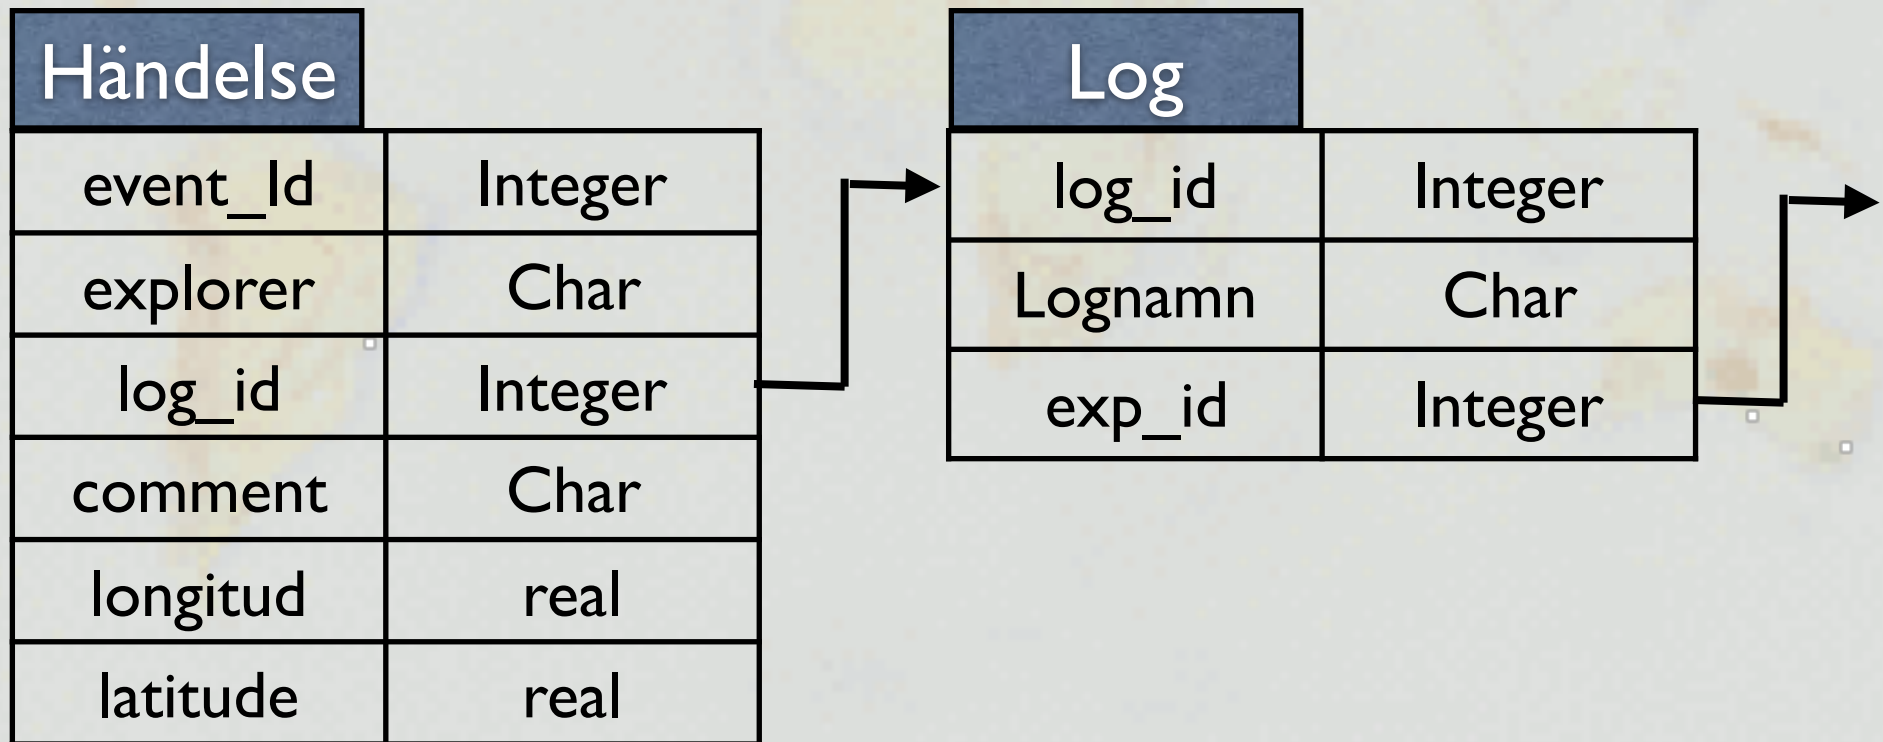 Händelse
event_Id Integer
explorer Char
log_id Integer
comment Char
longitud real
latitude real
Log
log_id Integer
Lognamn Char
exp_id Integer